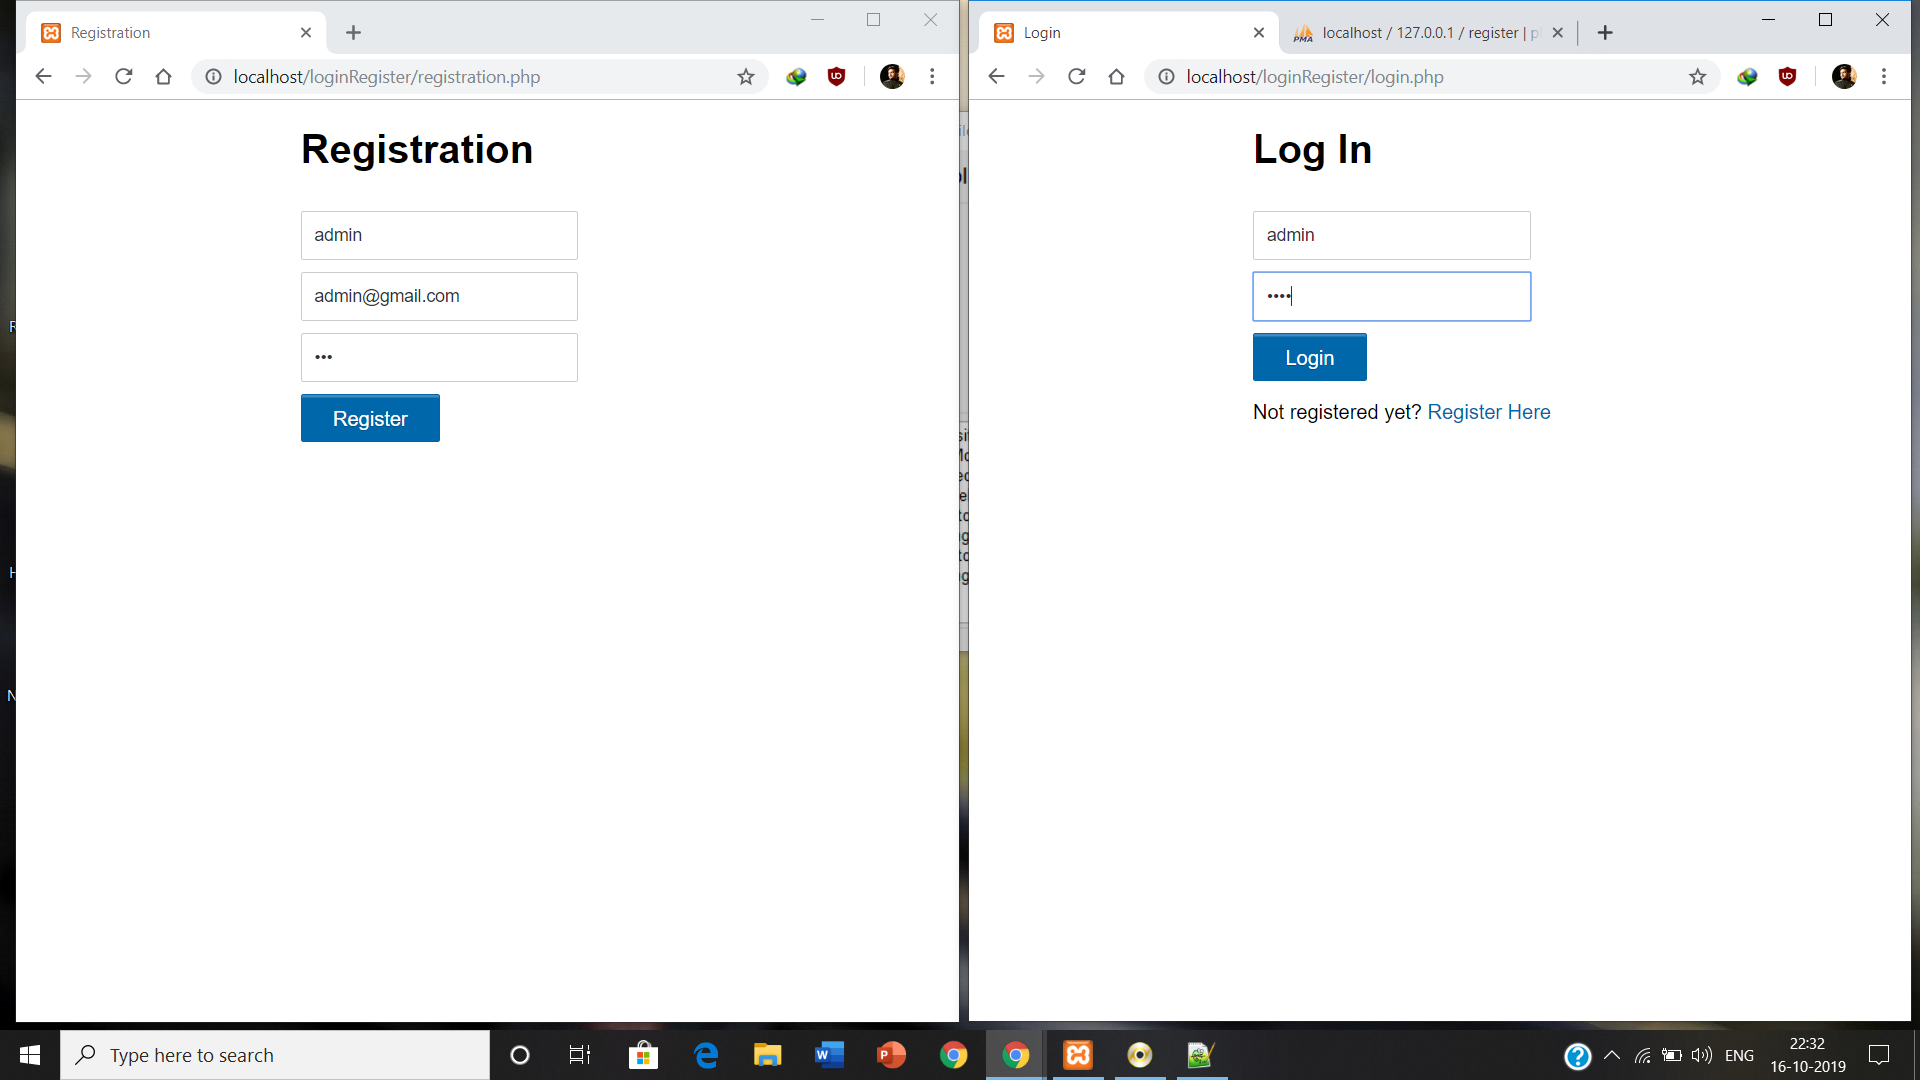 Registration
localhost/loginRegister/registration.php
Registration
admin
admin@gmail.com
•••
Register
Login
localhost / 127.0.0.1 / register | p
localhost/loginRegister/login.php
Log In
admin
••••
Login
Not registered yet? Register Here
Type here to search
ENG
22:32
16-10-2019